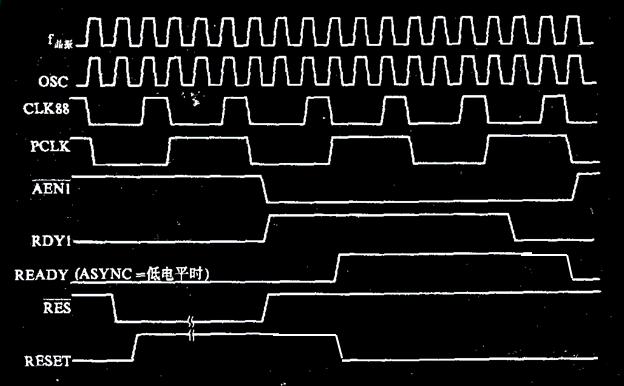 f晶振
OSC
CLK88
PCLK
AEN1
RDY1
READY (ASYNC=低电平时)
RES
RESET